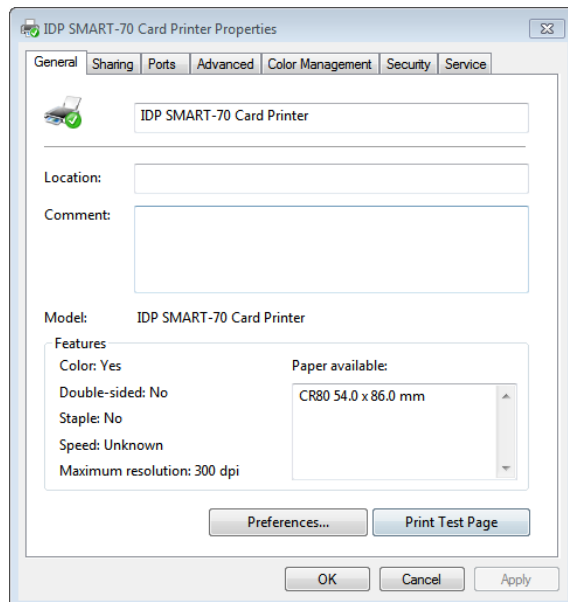 IDP SMART-70 Card Printer Properties
General Sharing Ports Advanced Color Management Security Service
IDP SMART-70 Card Printer
Location:
Comment:
Model: IDP SMART-70 Card Printer
Features
Color: Yes Paper available:
Double-sided: No CR80 54.0 x 86.0 mm
Staple: No
Speed: Unknown
Maximum resolution: 300 dpi
Preferences... Print Test Page
OK Cancel Apply